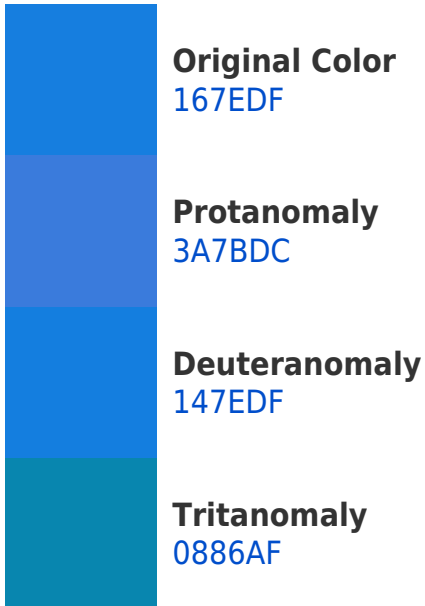 Original Color
167EDF
Protanomaly
3A7BDC
Deuteranomaly
147EDF
Tritanomaly
0886AF